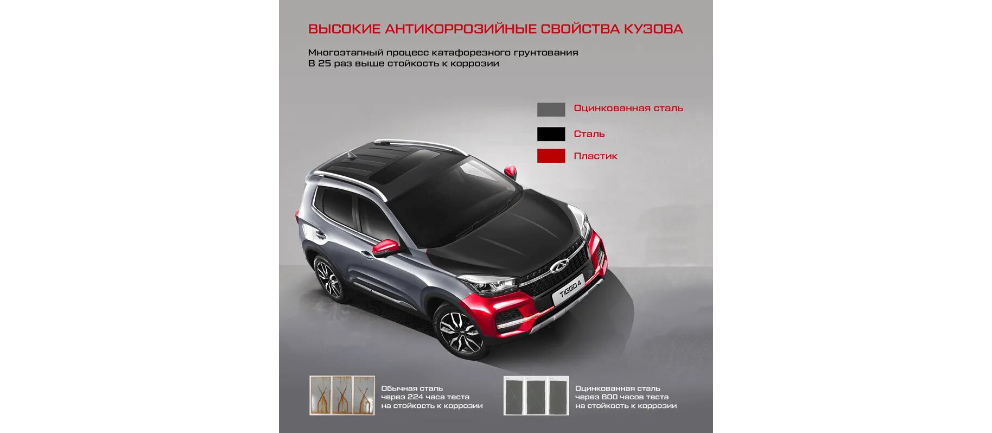 ВЫСОКИЕ АНТИКОРРОЗИЙНЫЕ СВОЙСТВА КУЗОВА
Многоэтапный процесс катафорезного грунтования
В 25 раз выше стойкость к коррозии
Оцинкованная сталь
Сталь
Пластик
TIGGO 4
Обычная сталь
через 224 часа теста
на стойкость к коррозии
Оцинкованная сталь
через 600 часов теста
на стойкость к коррозии